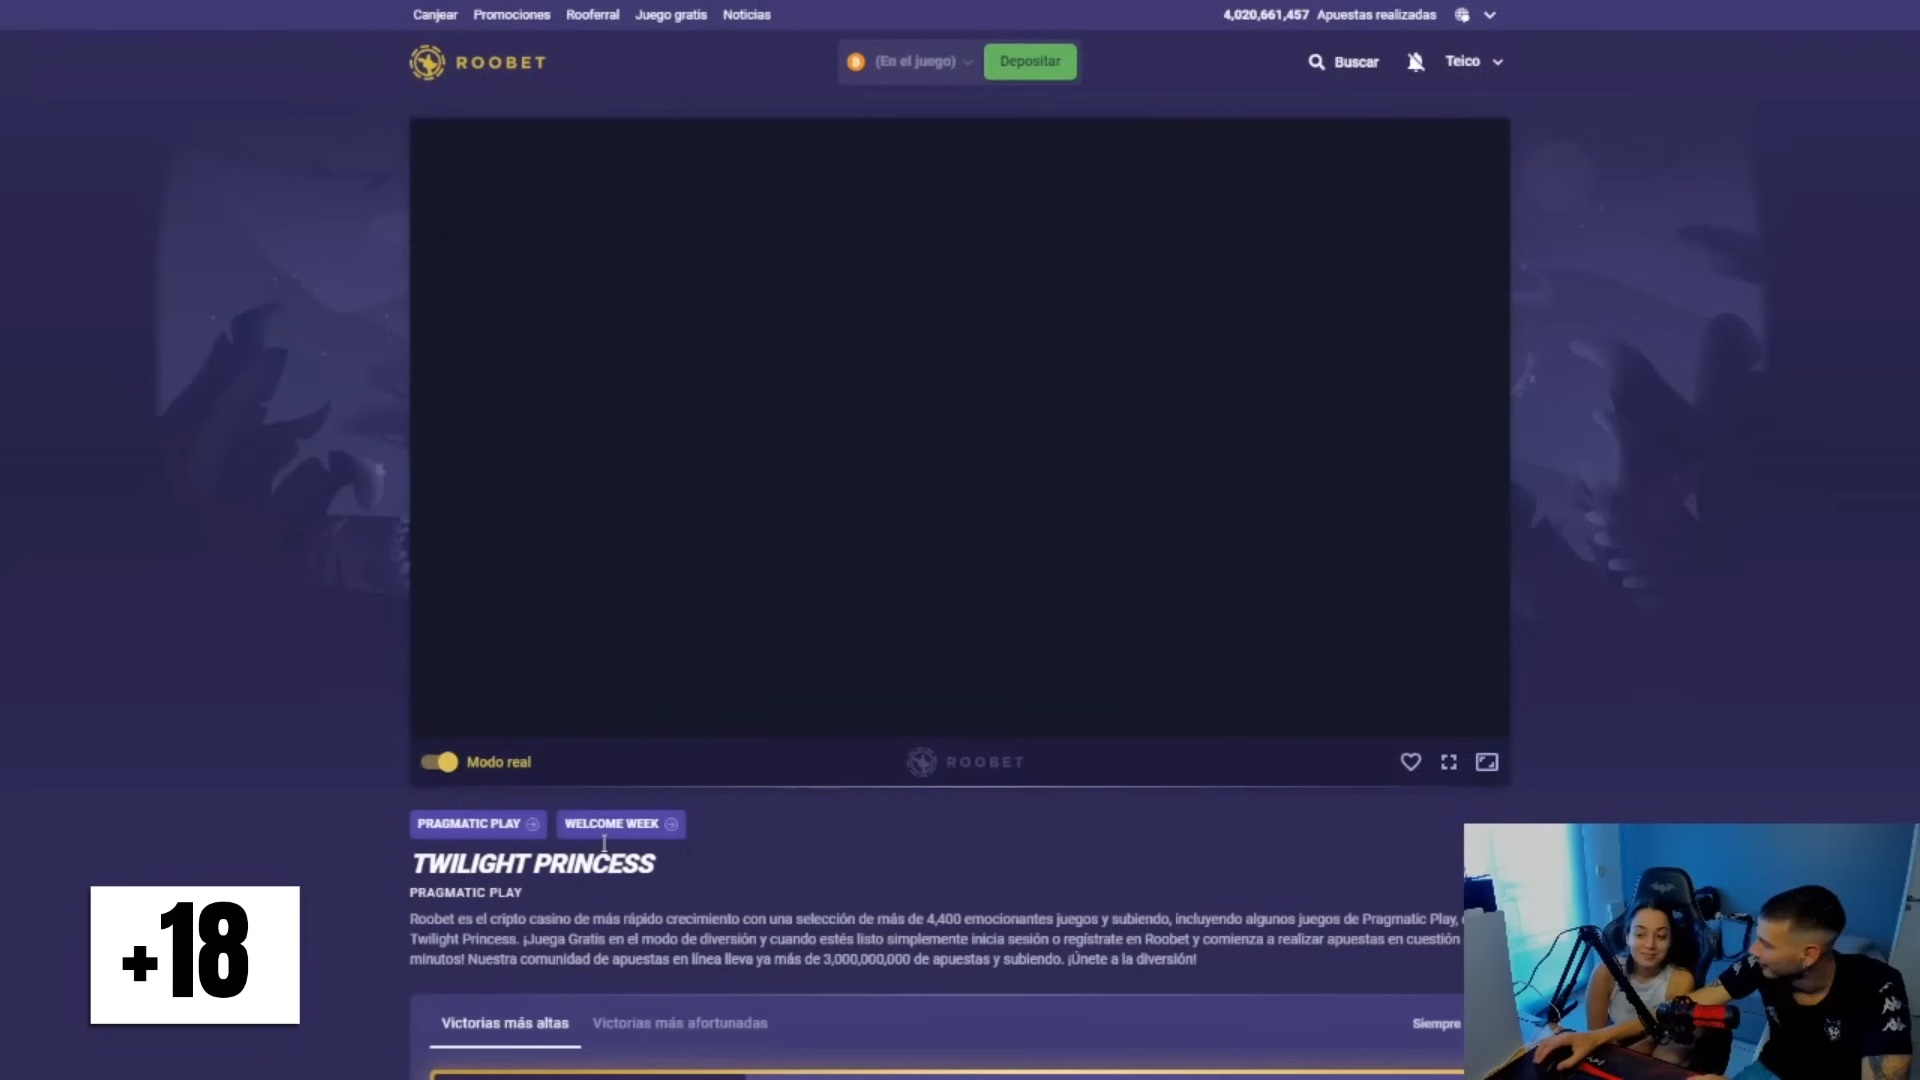 Canjear Promociones Rooferral Juego gratis Noticias
4,020,661,457 Apuestas realizadas
ROOBET
(En el juego)
Depositar
Buscar
Teico
Modo real
ROOBET
PRAGMATIC PLAY
WELCOME WEEK
TWILIGHT PRINCESS
PRAGMATIC PLAY
Roobet es el cripto casino de más rápido crecimiento con una selección de más de 4,400 emocionantes juegos y subiendo, incluyendo algunos juegos de Pragmatic Play,
Twilight Princess. ¡Juega Gratis en el modo de diversión y cuando estés listo simplemente inicia sesión o regístrate en Roobet y comienza a realizar apuestas en cuestión
minutos! Nuestra comunidad de apuestas en línea lleva ya más de 3,000,000,000 de apuestas y subiendo. ¡Únete a la diversión!
Victorias más altas
Victorias más afortunadas
Siempre
+18